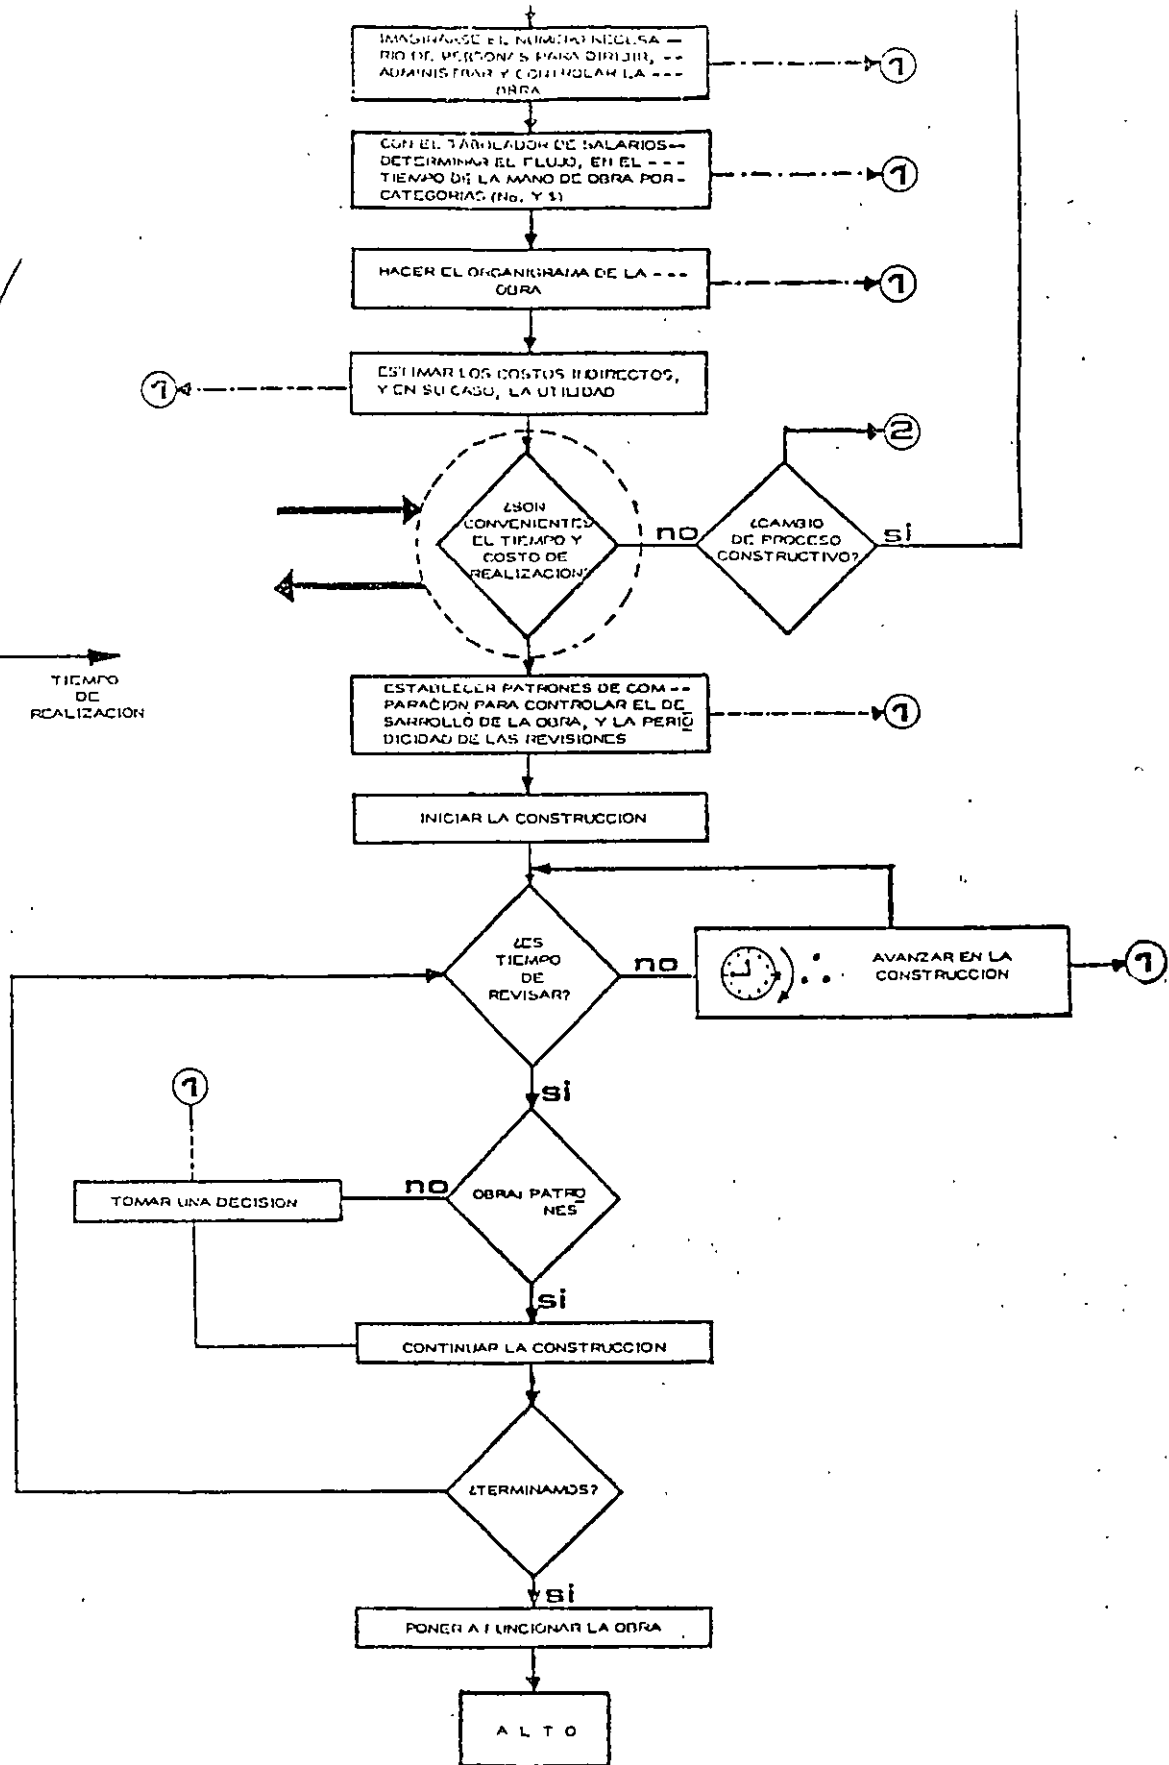 IMAGINARSE EL NUMERO NECESA --
RIO DE PERSONAS PARA DIRIJIR, --
ADMINISTRAR Y CONTROLAR LA ---
OBRA
1
CON EL TABULADOR DE SALARIOS --
DETERMINAR EL FLUJO, EN EL ---
TIEMPO DE LA MANO DE OBRA POR -
CATEGORIAS (No. Y $)
1
HACER EL ORGANIGRAMA DE LA ---
OBRA
1
ESTIMAR LOS COSTOS INDIRECTOS,
Y EN SU CASO, LA UTILIDAD
1
2
¿SON
CONVENIENTES
EL TIEMPO Y
COSTO DE
REALIZACION?
no
¿CAMBIO
DE PROCESO
CONSTRUCTIVO?
si
TIEMPO
DE
REALIZACIÓN
ESTABLECER PATRONES DE COM --
PARACION PARA CONTROLAR EL DE
SARROLLO DE LA OBRA, Y LA PERIO
DICIDAD DE LAS REVISIONES
1
INICIAR LA CONSTRUCCION
¿ES
TIEMPO
DE
REVISAR?
no
AVANZAR EN LA
CONSTRUCCION
1
si
1
TOMAR UNA DECISION
no
OBRA: PATRO
NES
si
CONTINUAR LA CONSTRUCCION
¿TERMINAMOS?
si
PONER A FUNCIONAR LA OBRA
A L T O